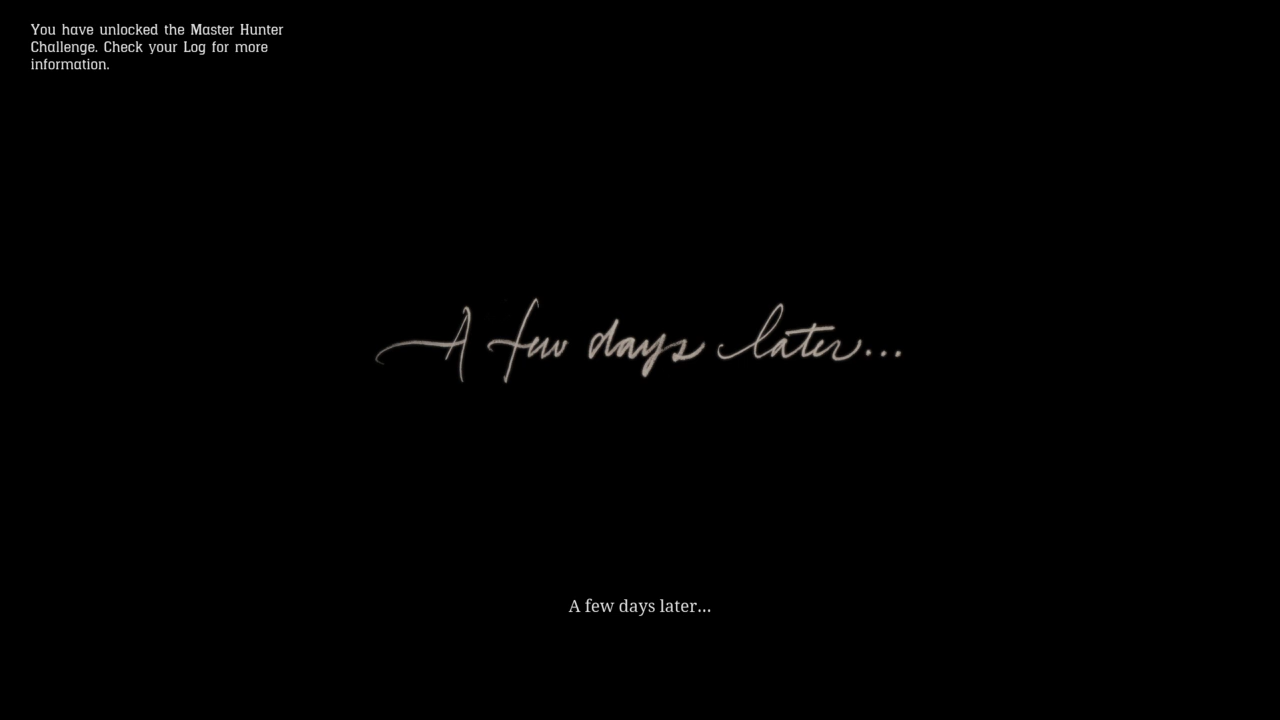 You have unlocked the Master Hunter
Challenge. Check your Log for more
information.
A few days later...
A few days later...